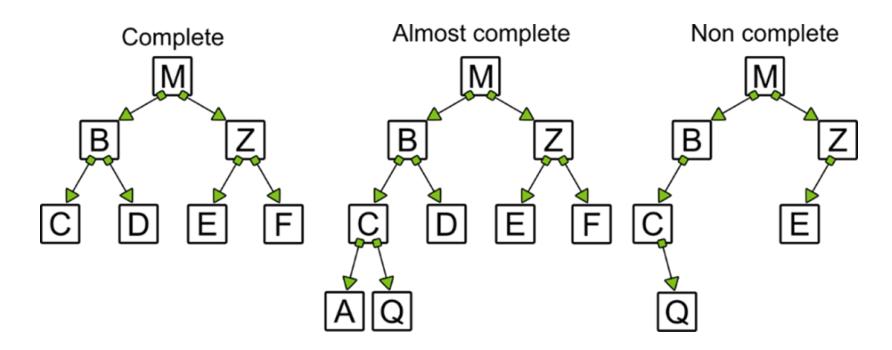 Complete
M
B Z
C D E F
Almost complete
M
B Z
C D E F
A Q
Non complete
M
B Z
C E
Q